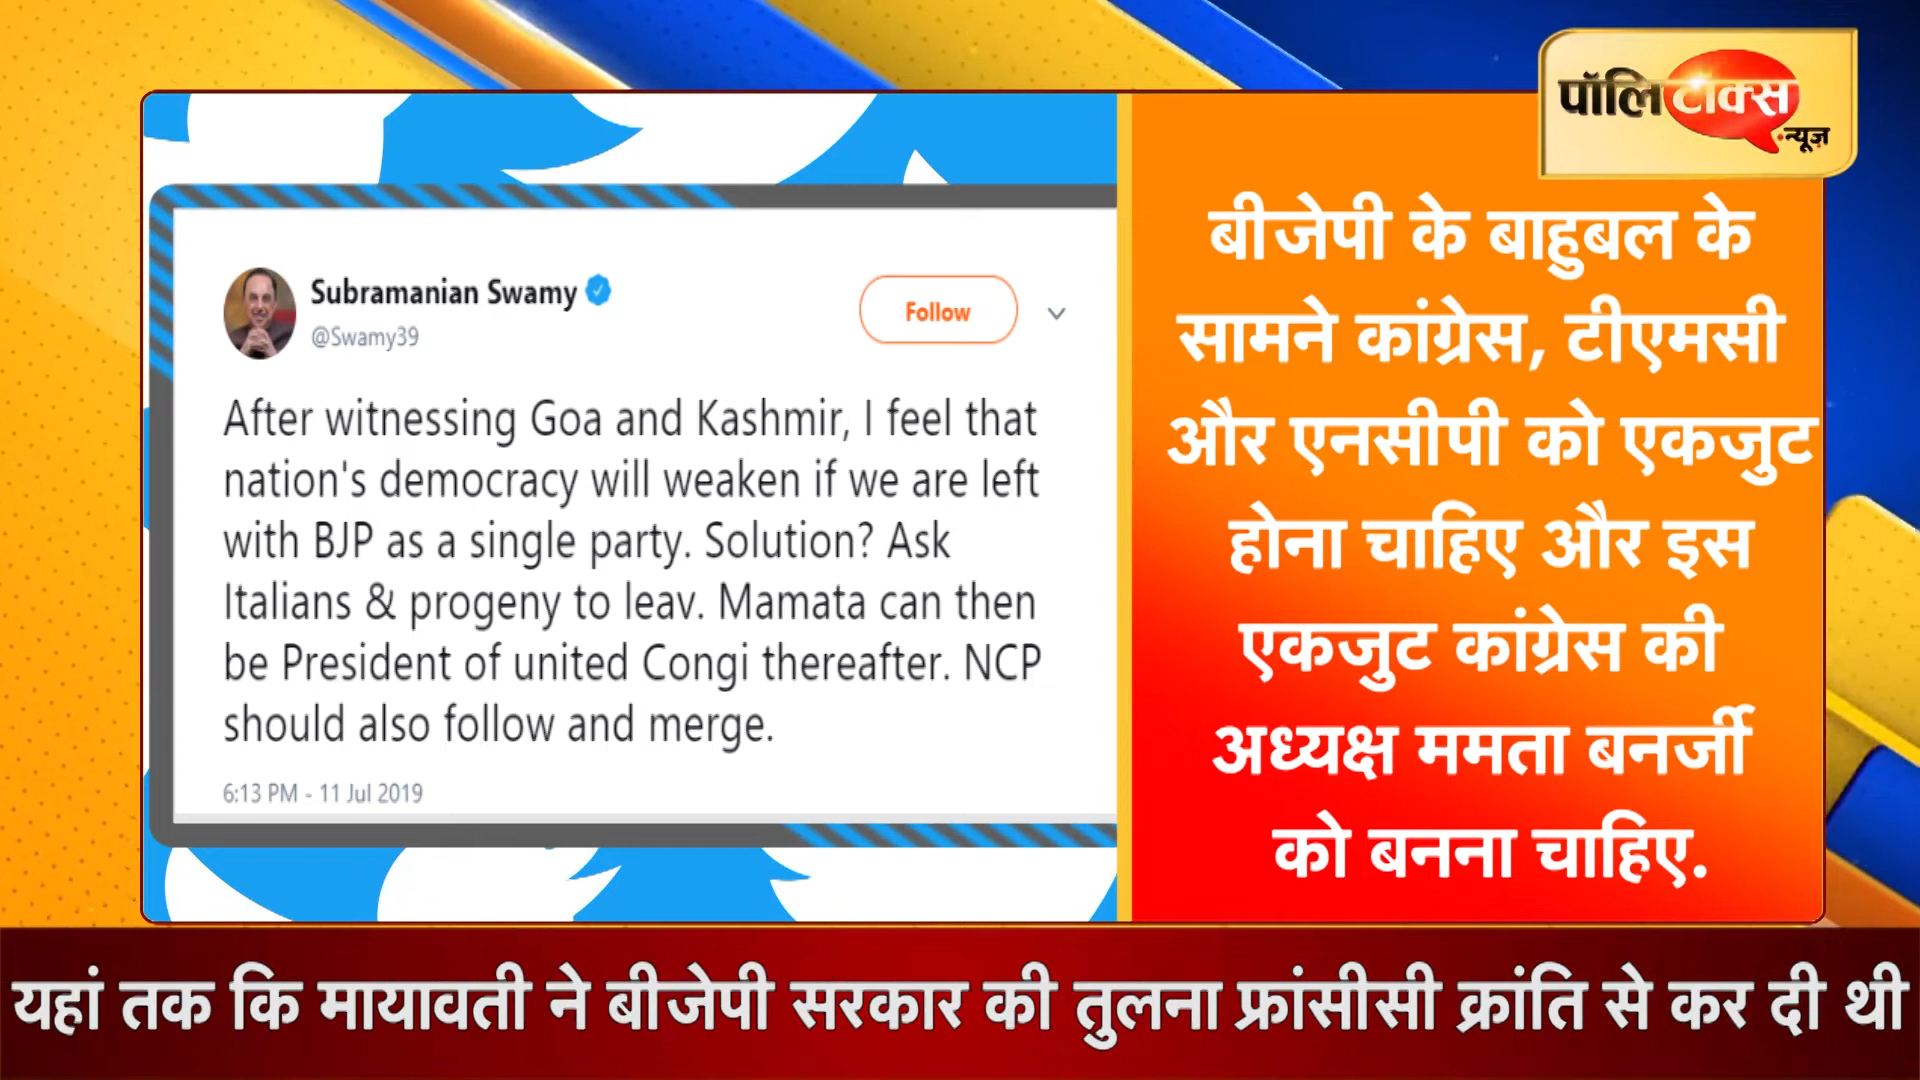 पॉलिटॉक्स
न्यूज़
Subramanian Swamy
@Swamy39
Follow
After witnessing Goa and Kashmir, I feel that
nation's democracy will weaken if we are left
with BJP as a single party. Solution? Ask
Italians & progeny to leav. Mamata can then
be President of united Congi thereafter. NCP
should also follow and merge.
6:13 PM - 11 Jul 2019
बीजेपी के बाहुबल के
सामने कांग्रेस, टीएमसी
और एनसीपी को एकजुट
होना चाहिए और इस
एकजुट कांग्रेस की
अध्यक्ष ममता बनर्जी
को बनना चाहिए.
यहां तक कि मायावती ने बीजेपी सरकार की तुलना फ्रांसीसी क्रांति से कर दी थी